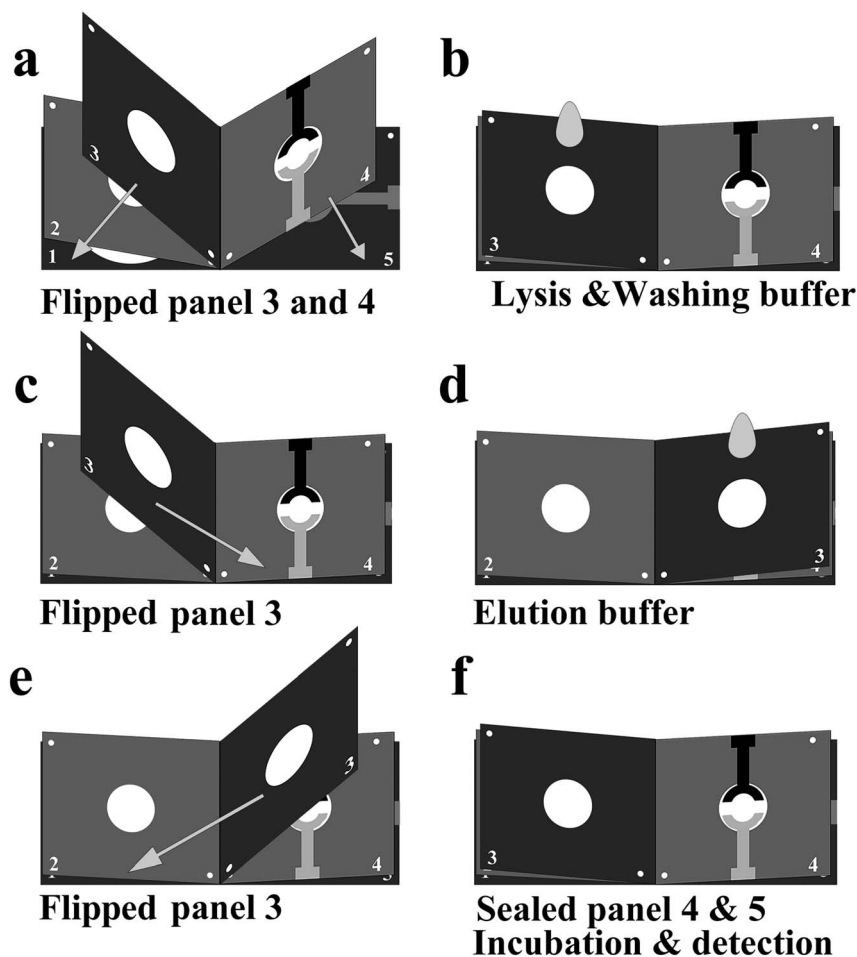 a
b
3
4
2
1
5
3
4
Flipped panel 3 and 4
Lysis &Washing buffer
c
d
3
2
4
2
3
Flipped panel 3
Elution buffer
e
f
3
2
4
3
4
Flipped panel 3
Sealed panel 4 & 5
Incubation & detection